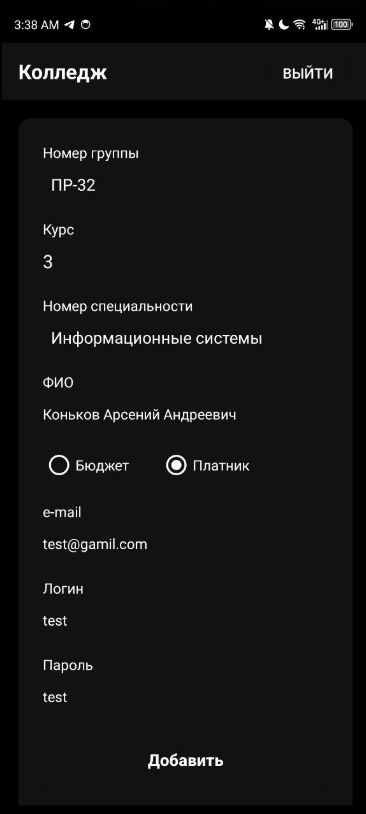 3:38 AM
4G+ 100
Колледж ВЫЙТИ
Номер группы
ПР-32
Курс
3
Номер специальности
Информационные системы
ФИО
Коньков Арсений Андреевич
Бюджет Платник
e-mail
test@gamil.com
Логин
test
Пароль
test
Добавить